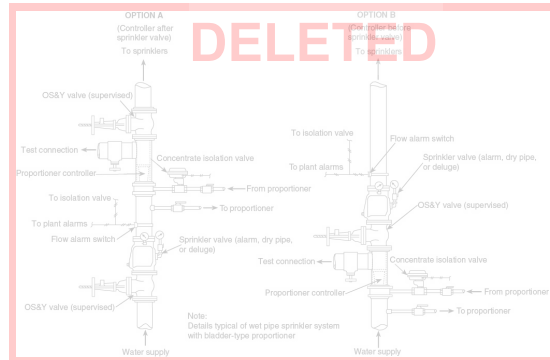 DELETED
OPTION A
(Controller after
sprinkler valve)
To sprinklers
OS&Y valve (supervised)
Test connection
Concentrate isolation valve
Proportioner controller
From proportioner
To isolation valve
To proportioner
To plant alarms
Flow alarm switch
Sprinkler valve (alarm, dry pipe,
or deluge)
OS&Y valve (supervised)
Water supply
Note:
Details typical of wet pipe sprinkler system
with bladder-type proportioner
OPTION B
(Controller before
sprinkler valve)
To sprinklers
To isolation valve
Flow alarm switch
To plant alarms
Sprinkler valve (alarm, dry pipe,
or deluge)
OS&Y valve (supervised)
Test connection
Concentrate isolation valve
Proportioner controller
From proportioner
To proportioner
Water supply